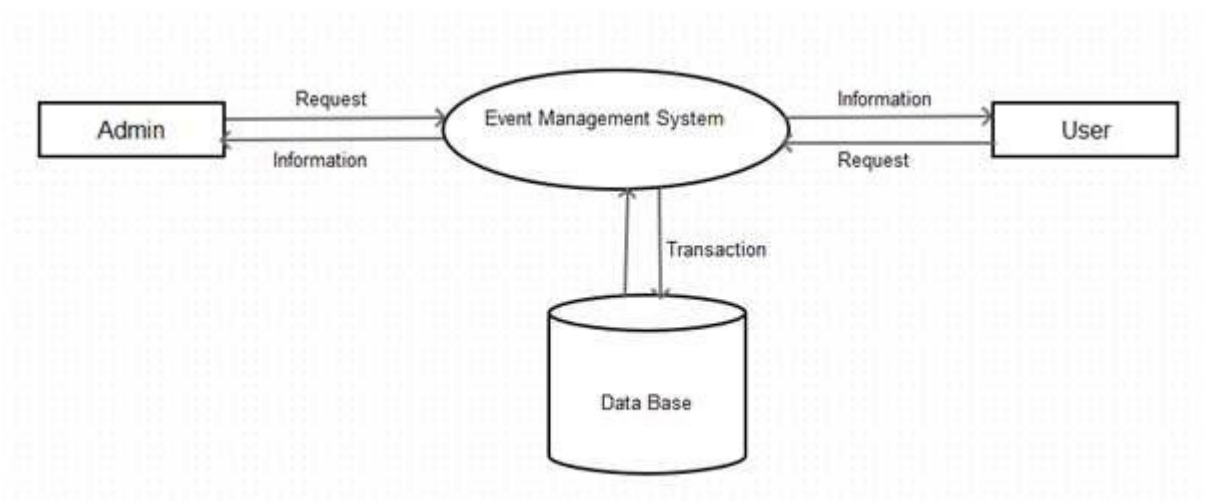 Request
Information
Admin
Event Management System
User
Information
Request
Transaction
Data Base